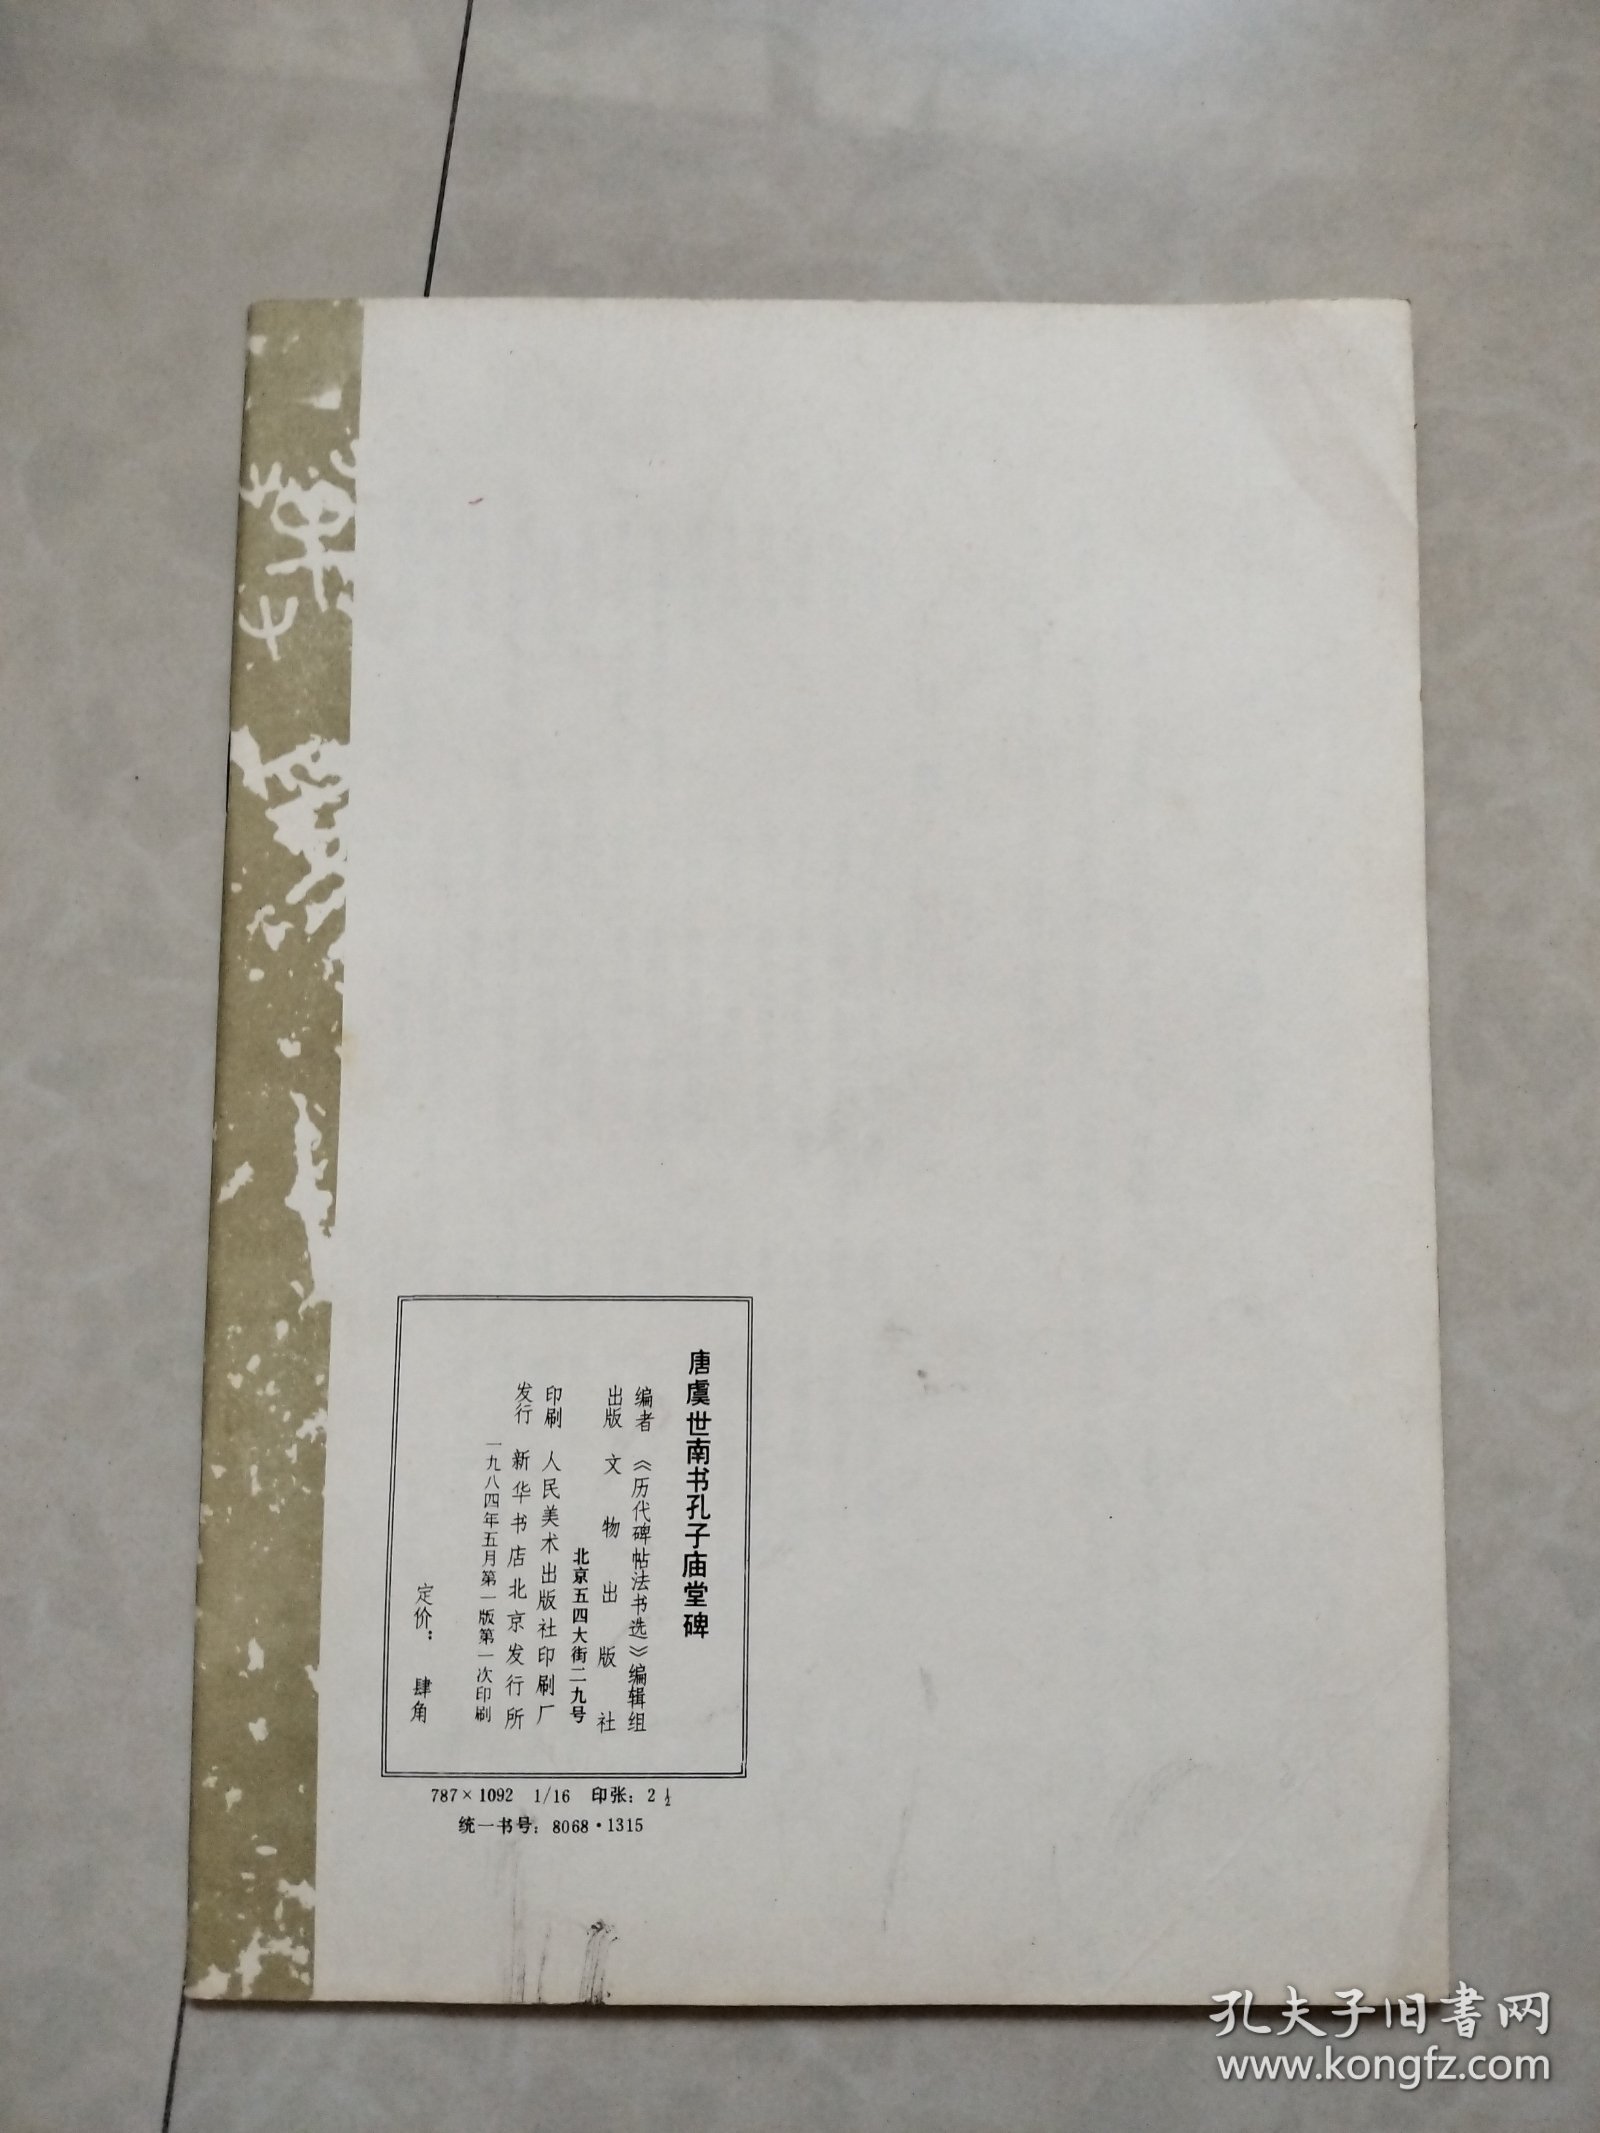 唐虞世南书孔子庙堂碑
编者 《历代碑帖法书选》编辑组
出版 文物出版社
北京五四大街二九号
印刷 人民美术出版社印刷厂
发行 新华书店北京发行所
一九八四年五月第一版第一次印刷
定价： 肆角
787×1092 1/16 印张：2½
统一书号：8068·1315
孔夫子旧書网
www.kongfz.com